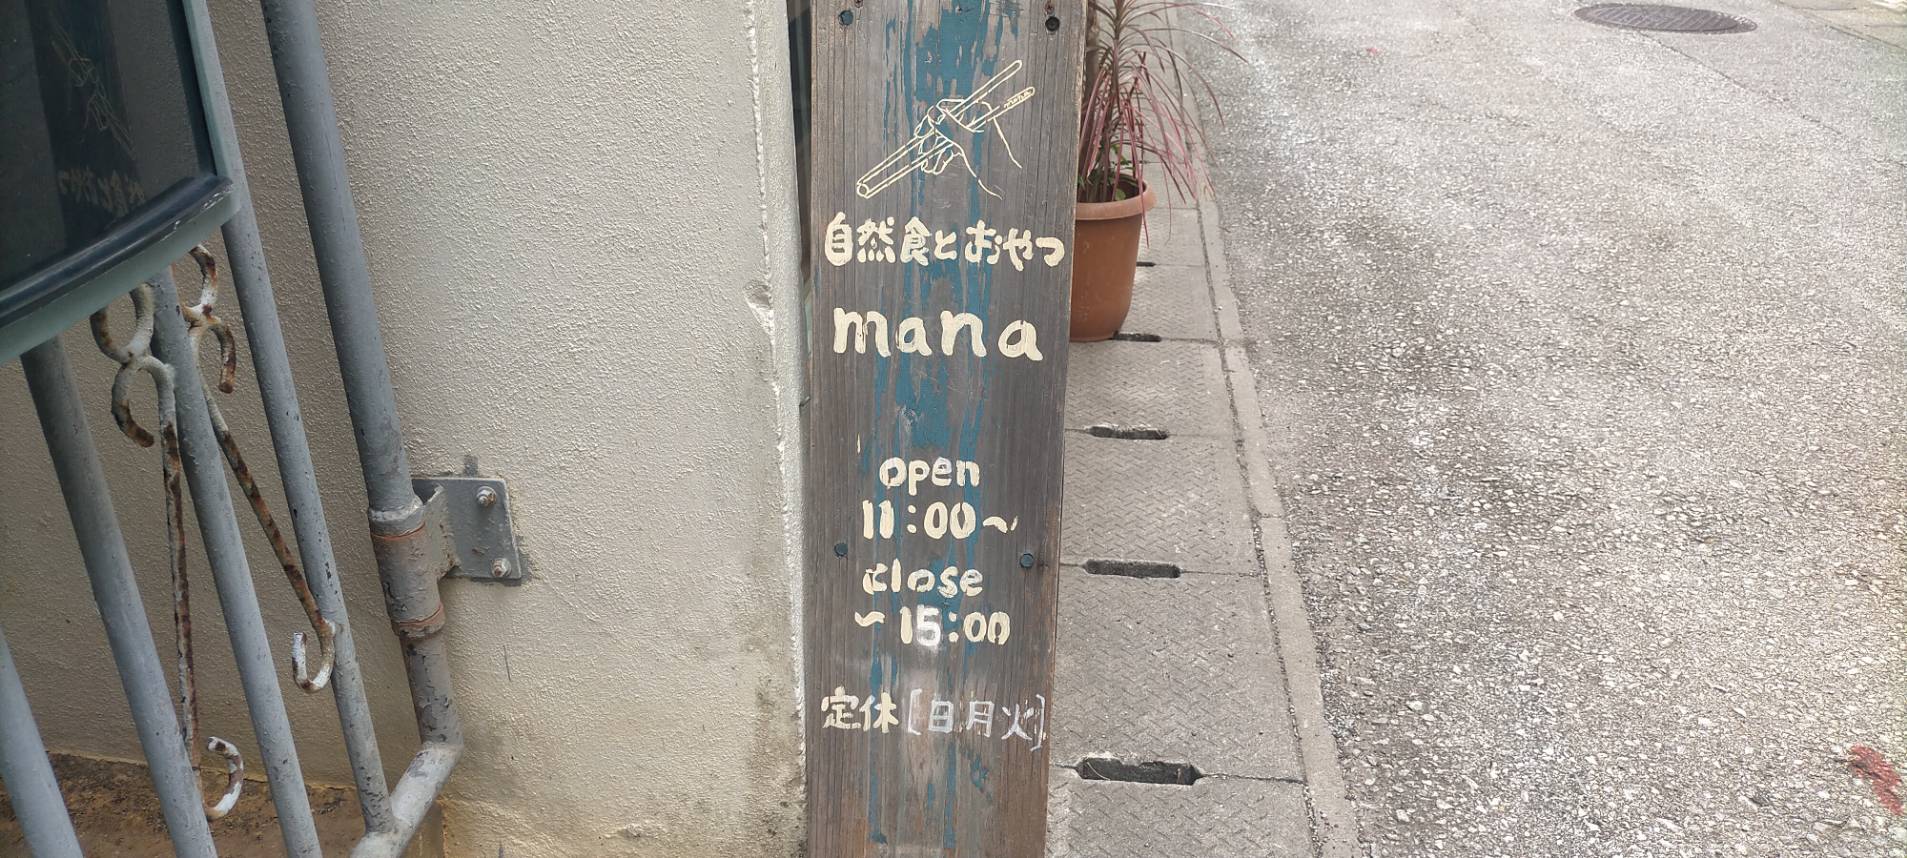 mana
自然食とおやつ
mana
open
11:00～
close
～15:00
定休[日月火]